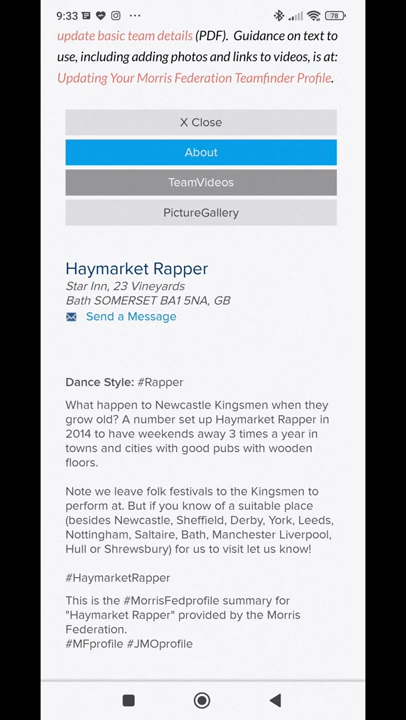 9:33
78
update basic team details (PDF). Guidance on text to
use, including adding photos and links to videos, is at:
Updating Your Morris Federation Teamfinder Profile.
X Close
About
TeamVideos
PictureGallery
Haymarket Rapper
Star Inn, 23 Vineyards
Bath SOMERSET BA1 5NA, GB
Send a Message
Dance Style: #Rapper
What happen to Newcastle Kingsmen when they
grow old? A number set up Haymarket Rapper in
2014 to have weekends away 3 times a year in
towns and cities with good pubs with wooden
floors.
Note we leave folk festivals to the Kingsmen to
perform at. But if you know of a suitable place
(besides Newcastle, Sheffield, Derby, York, Leeds,
Nottingham, Saltaire, Bath, Manchester Liverpool,
Hull or Shrewsbury) for us to visit let us know!
#HaymarketRapper
This is the #MorrisFedprofile summary for
"Haymarket Rapper" provided by the Morris
Federation.
#MFprofile #JMOprofile